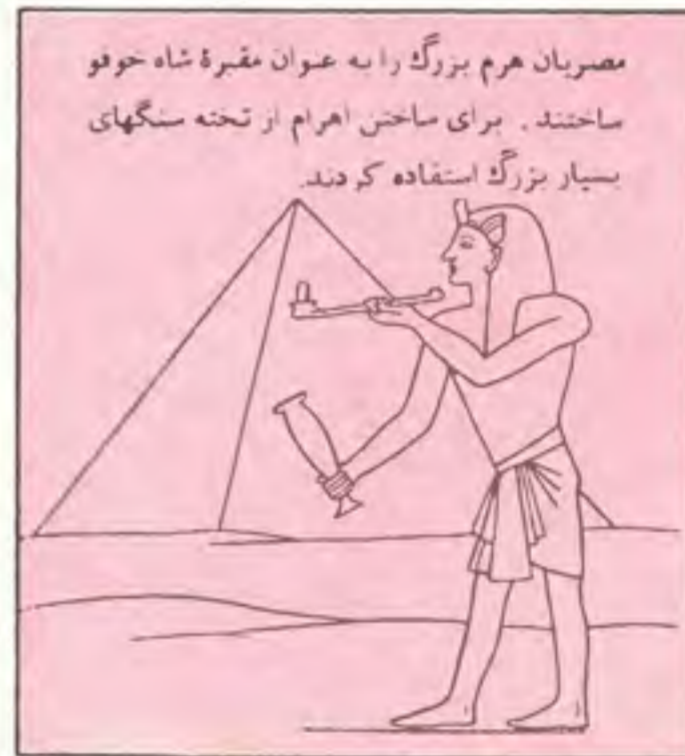 مصریان هرم بزرگ را به عنوان مقبرهٔ شاه خوفو
ساختند . برای ساختن اهرام از تخته سنگهای
بسیار بزرگ استفاده کردند.